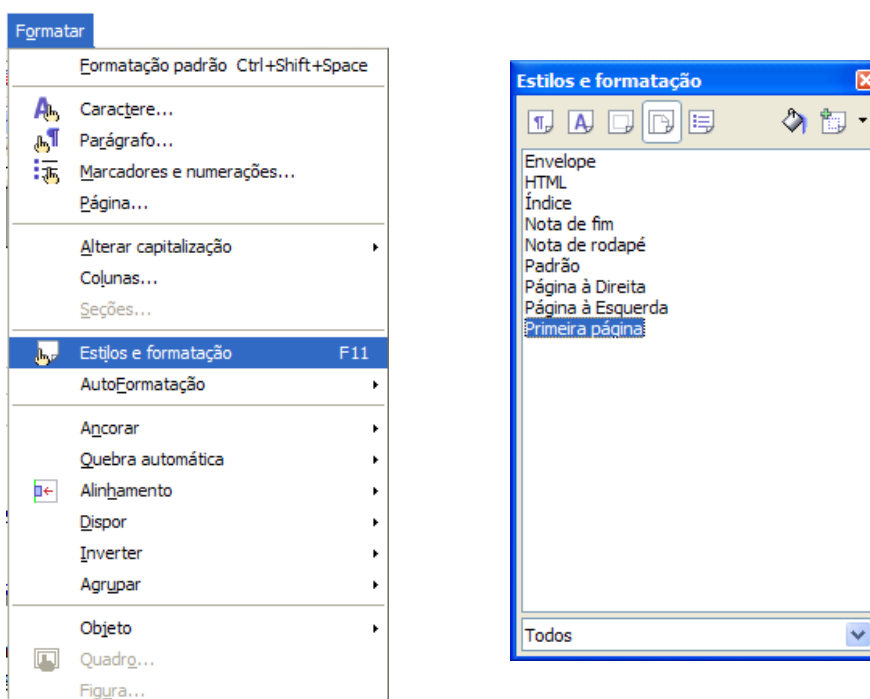 Formatar
Formatação padrão Ctrl+Shift+Space
Caractere...
Parágrafo...
Marcadores e numerações...
Página...
Alterar capitalização
Colunas...
Seções...
Estilos e formatação F11
AutoFormatação
Ancorar
Quebra automática
Alinhamento
Dispor
Inverter
Agrupar
Objeto
Quadro...
Figura...
Estilos e formatação
Envelope
HTML
Índice
Nota de fim
Nota de rodapé
Padrão
Página à Direita
Página à Esquerda
Primeira página
Todos